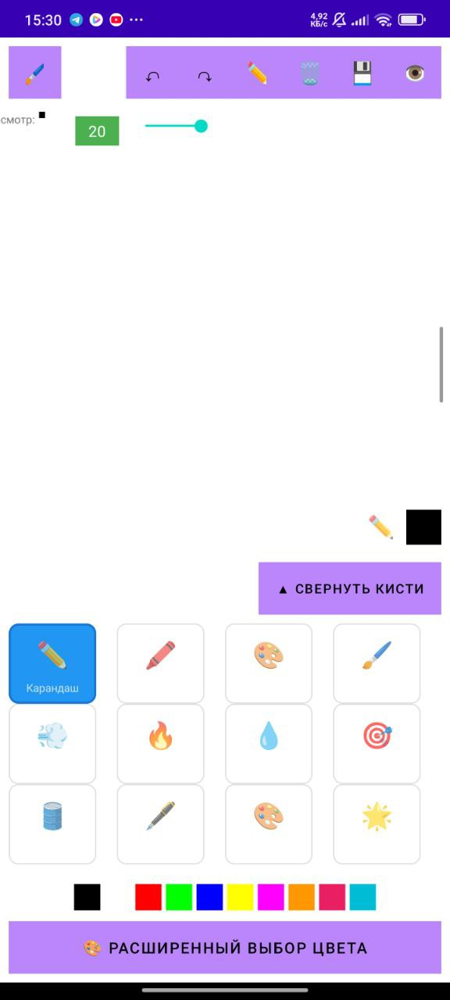 15:30
4,92
КБ/с
смотр:
20
▲ СВЕРНУТЬ КИСТИ
Карандаш
РАСШИРЕННЫЙ ВЫБОР ЦВЕТА